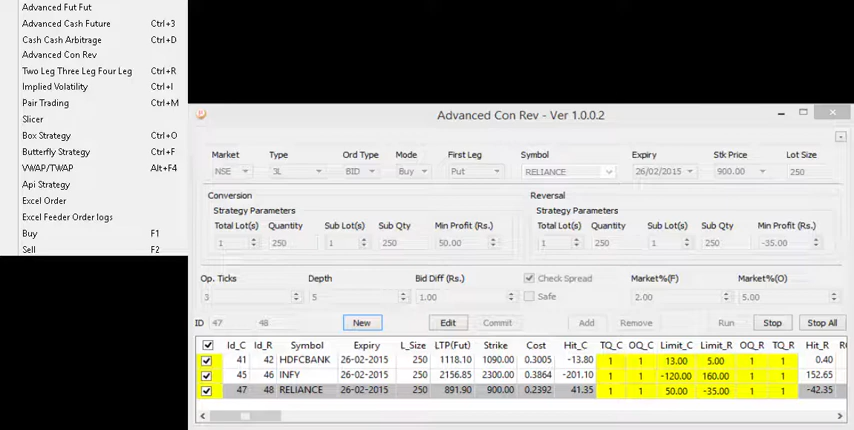 Advanced Fut Fut
Advanced Cash Future Ctrl+3
Cash Cash Arbitrage Ctrl+D
Advanced Con Rev
Two Leg Three Leg Four Leg Ctrl+R
Implied Volatility Ctrl+I
Pair Trading Ctrl+M
Slicer
Box Strategy Ctrl+O
Butterfly Strategy Ctrl+F
VWAP/TWAP Alt+F4
Api Strategy
Excel Order
Excel Feeder Order logs
Buy F1
Sell F2
Advanced Con Rev - Ver 1.0.0.2
Market Type Ord Type Mode First Leg Symbol Expiry Stk Price Lot Size
NSE 3L BID Buy Put RELIANCE 26/02/2015 900.00 250
Conversion Reversal
Strategy Parameters Strategy Parameters
Total Lot(s) Quantity Sub Lot(s) Sub Qty Min Profit (Rs.) Total Lot(s) Quantity Sub Lot(s) Sub Qty Min Profit (Rs.)
1 250 1 250 50.00 1 250 1 250 -35.00
Op. Ticks Depth Bid Diff (Rs.) Check Spread Market%(F) Market%(O)
3 5 1.00 Safe 2.00 5.00
ID 47 48 New Edit Commit Add Remove Run Stop Stop All
Id_C Id_R Symbol Expiry L_Size LTP(Fut) Strike Cost Hit_C TQ_C OQ_C Limit_C Limit_R OQ_R TQ_R Hit_R
41 42 HDFCBANK 26-02-2015 250 1118.10 1090.00 0.3005 -13.80 1 1 13.00 5.00 1 1 0.40
45 46 INFY 26-02-2015 250 2156.85 2300.00 0.3864 -201.10 1 1 -120.00 160.00 1 1 152.65
47 48 RELIANCE 26-02-2015 250 891.90 900.00 0.2392 41.35 1 1 50.00 -35.00 1 1 -42.35